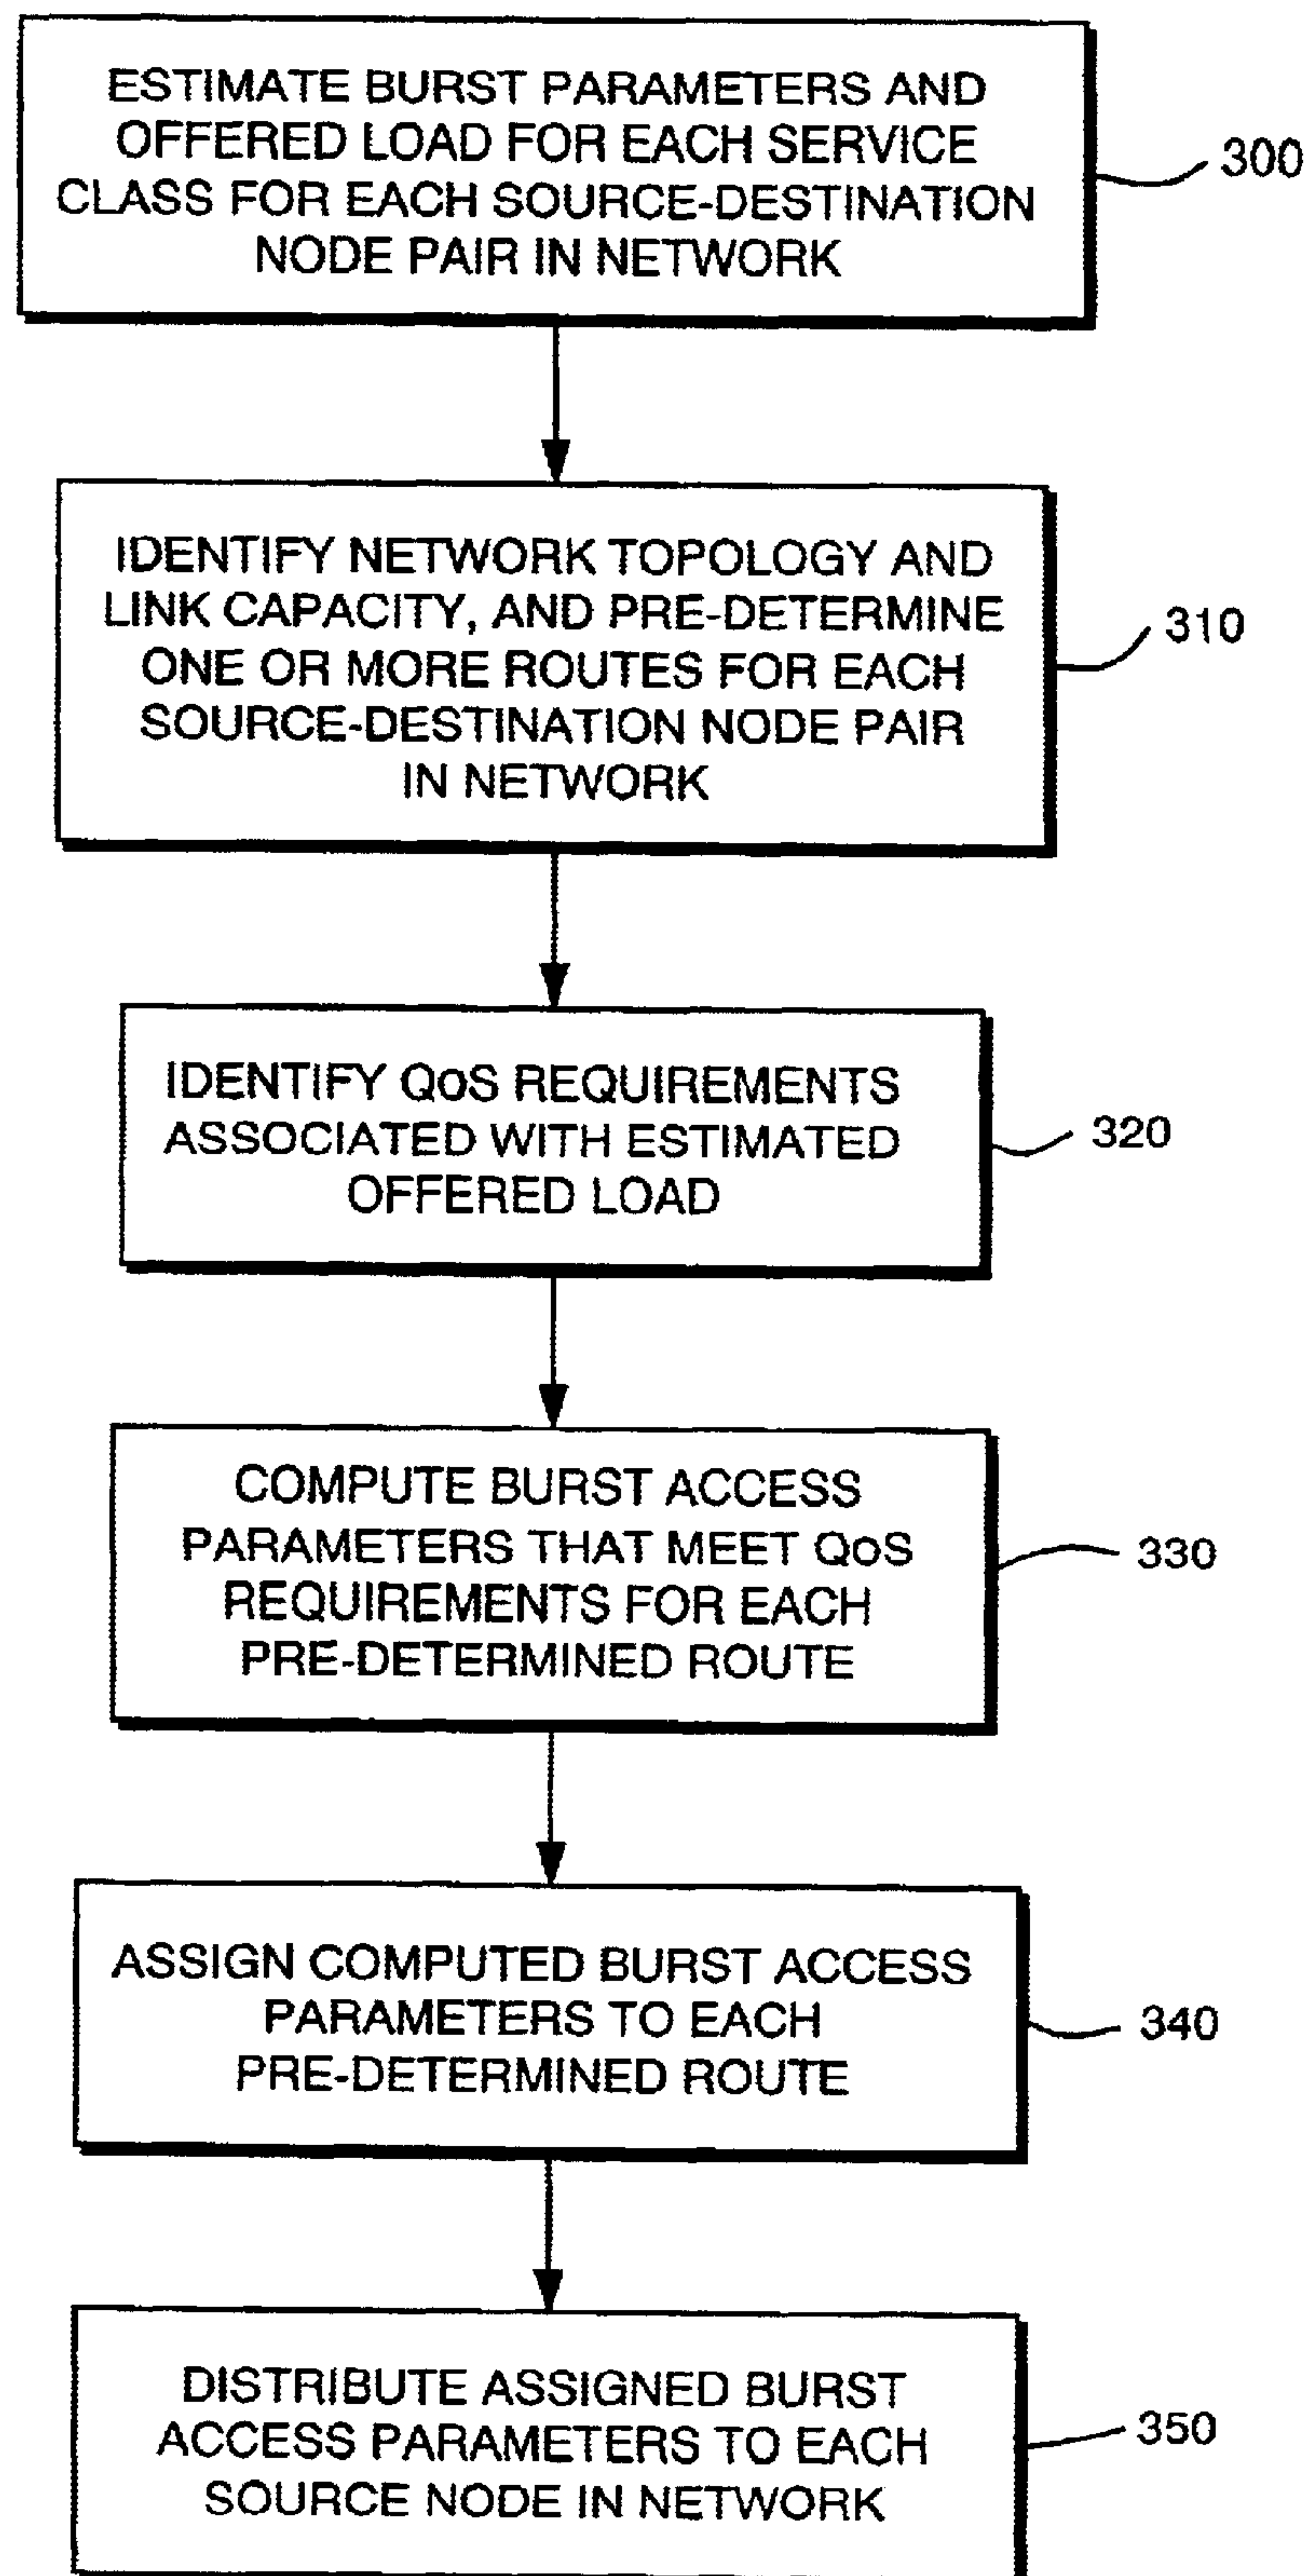 ESTIMATE BURST PARAMETERS AND
OFFERED LOAD FOR EACH SERVICE
CLASS FOR EACH SOURCE-DESTINATION
NODE PAIR IN NETWORK
300
IDENTIFY NETWORK TOPOLOGY AND
LINK CAPACITY, AND PRE-DETERMINE
ONE OR MORE ROUTES FOR EACH
SOURCE-DESTINATION NODE PAIR
IN NETWORK
310
IDENTIFY QoS REQUIREMENTS
ASSOCIATED WITH ESTIMATED
OFFERED LOAD
320
COMPUTE BURST ACCESS
PARAMETERS THAT MEET QoS
REQUIREMENTS FOR EACH
PRE-DETERMINED ROUTE
330
ASSIGN COMPUTED BURST ACCESS
PARAMETERS TO EACH
PRE-DETERMINED ROUTE
340
DISTRIBUTE ASSIGNED BURST
ACCESS PARAMETERS TO EACH
SOURCE NODE IN NETWORK
350